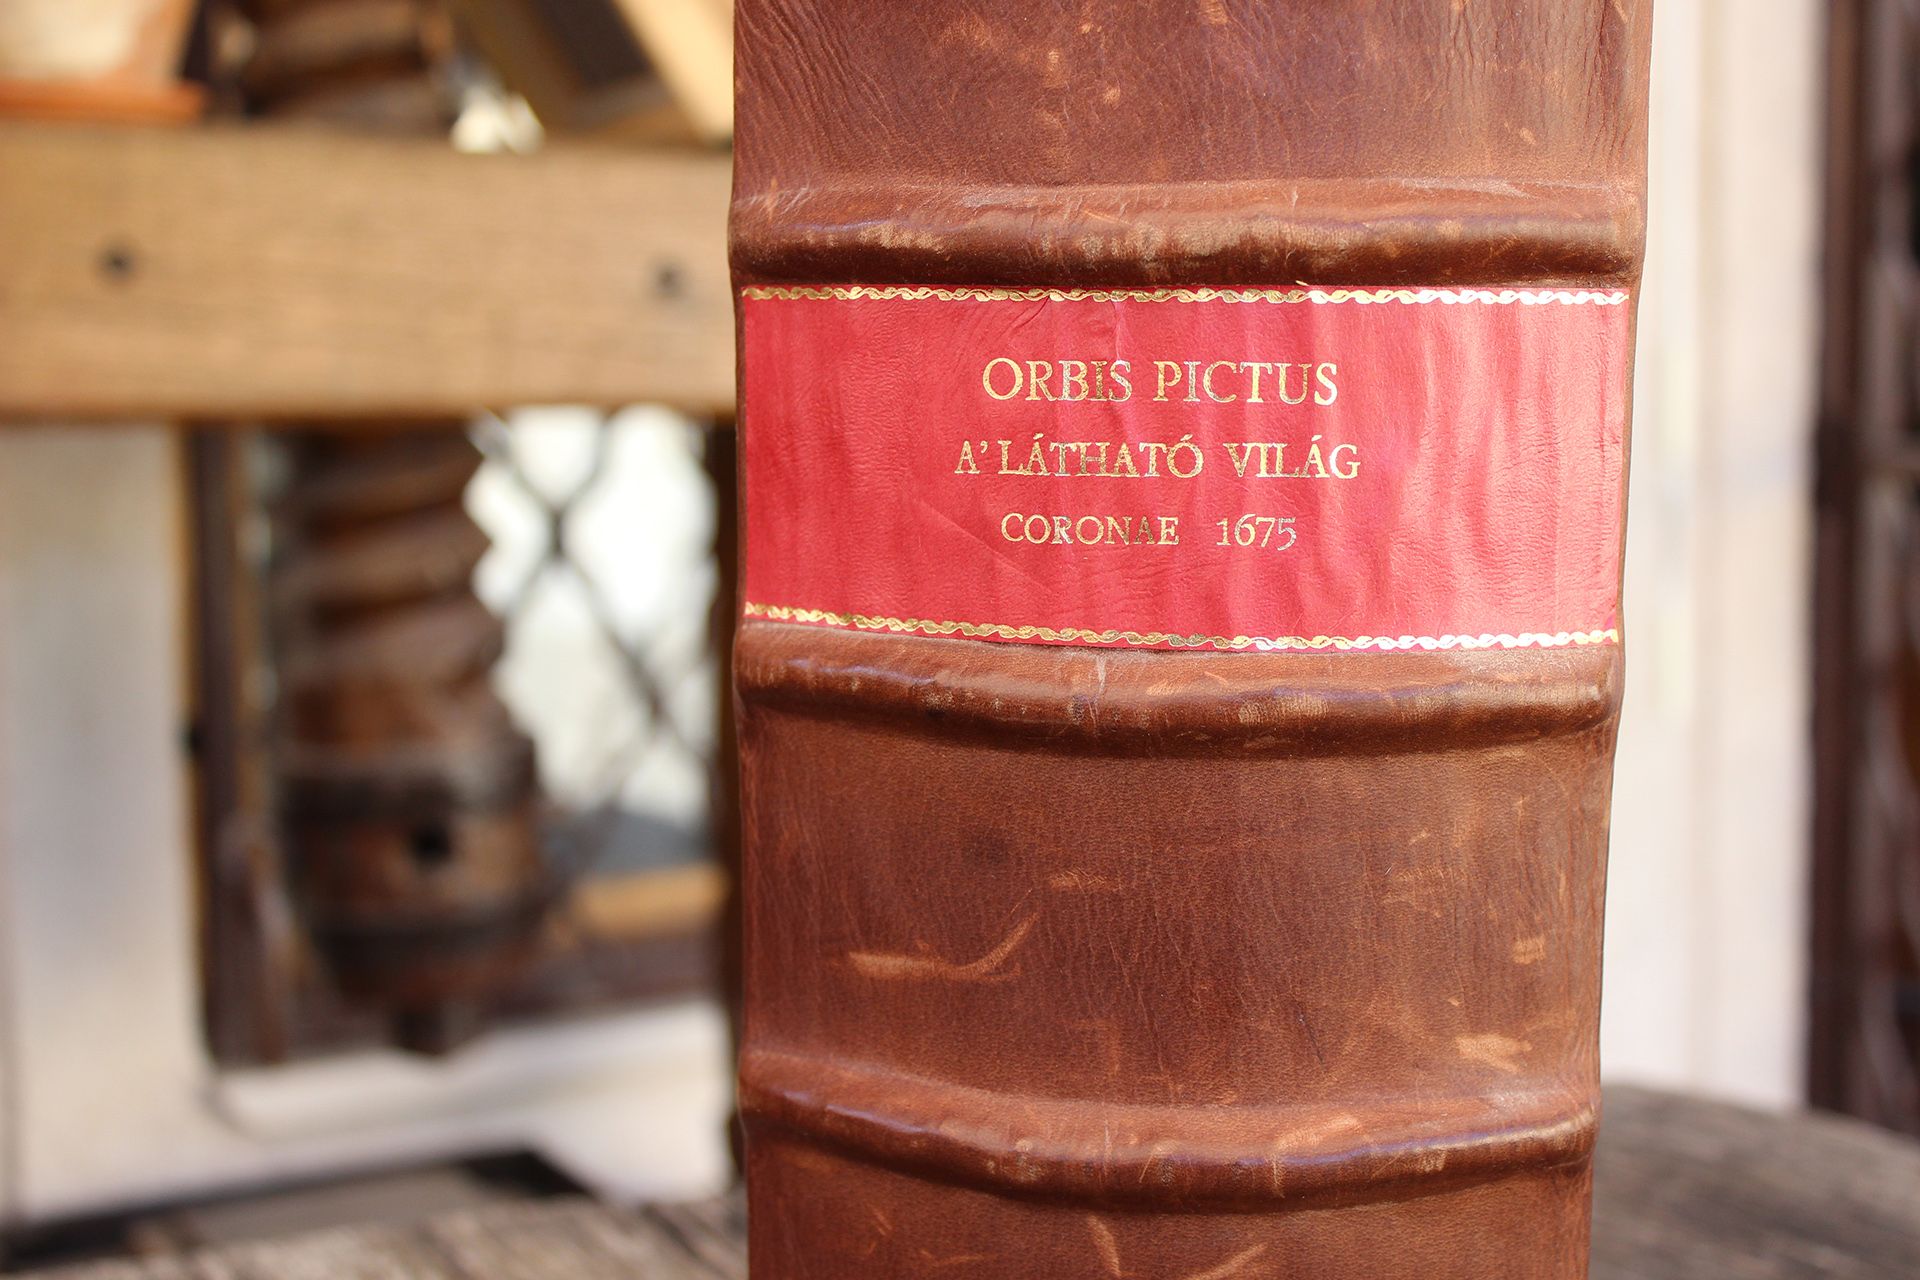 ORBIS PICTUS
A' LÁTHATÓ VILÁG
CORONAE 1675